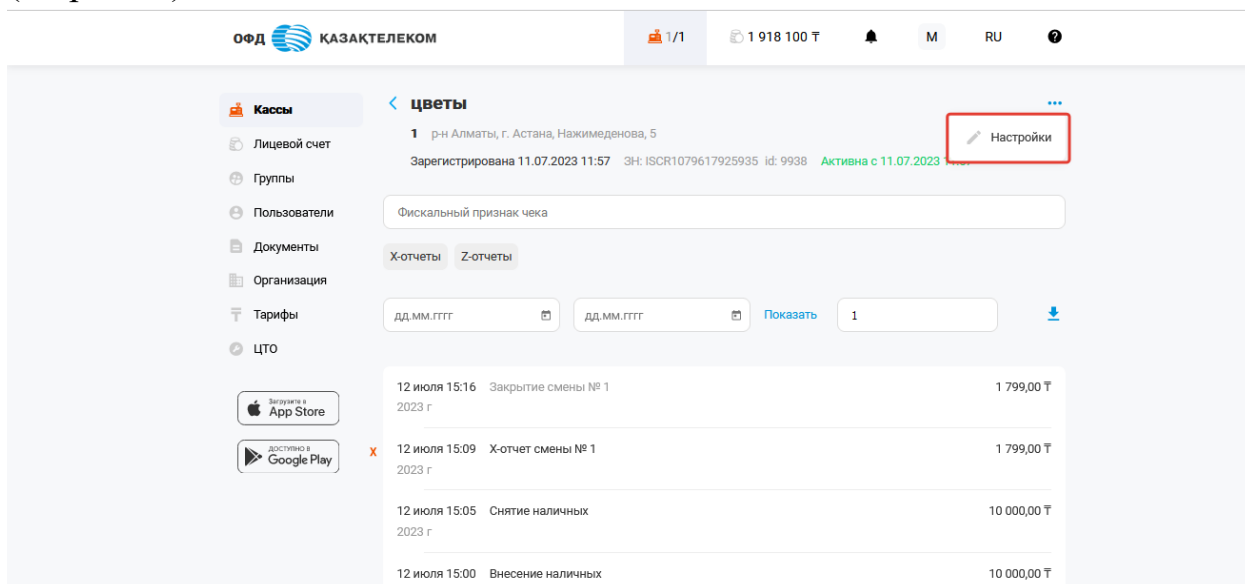 ОФД КАЗАҚТЕЛЕКОМ 1/1 1 918 100 ₸ M RU
Кассы
Лицевой счет
Группы
Пользователи
Документы
Организация
Тарифы
ЦТО
Загрузите в
App Store
ДОСТУПНО В
Google Play
цветы
1 р-н Алматы, г. Астана, Нажимеденова, 5
Настройки
Зарегистрирована 11.07.2023 11:57 ЗН: ISCR1079617925935 id: 9938 Активна с 11.07.2023
Фискальный признак чека
X-отчеты Z-отчеты
дд.мм.гггг дд.мм.гггг Показать 1
12 июля 15:16 Закрытие смены № 1 1 799,00 ₸
2023 г
X 12 июля 15:09 X-отчет смены № 1 1 799,00 ₸
2023 г
12 июля 15:05 Снятие наличных 10 000,00 ₸
2023 г
12 июля 15:00 Внесение наличных 10 000,00 ₸